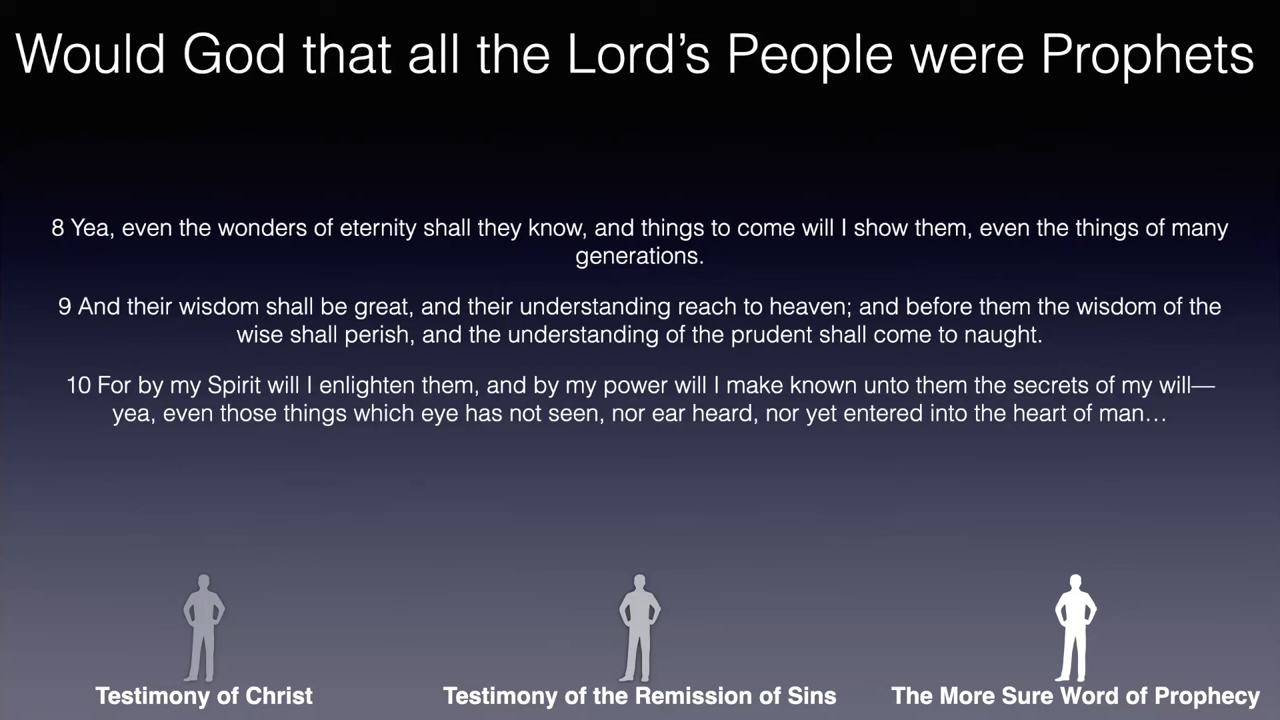 Would God that all the Lord’s People were Prophets
8 Yea, even the wonders of eternity shall they know, and things to come will I show them, even the things of many
generations.
9 And their wisdom shall be great, and their understanding reach to heaven; and before them the wisdom of the
wise shall perish, and the understanding of the prudent shall come to naught.
10 For by my Spirit will I enlighten them, and by my power will I make known unto them the secrets of my will—
yea, even those things which eye has not seen, nor ear heard, nor yet entered into the heart of man…
Testimony of Christ
Testimony of the Remission of Sins
The More Sure Word of Prophecy